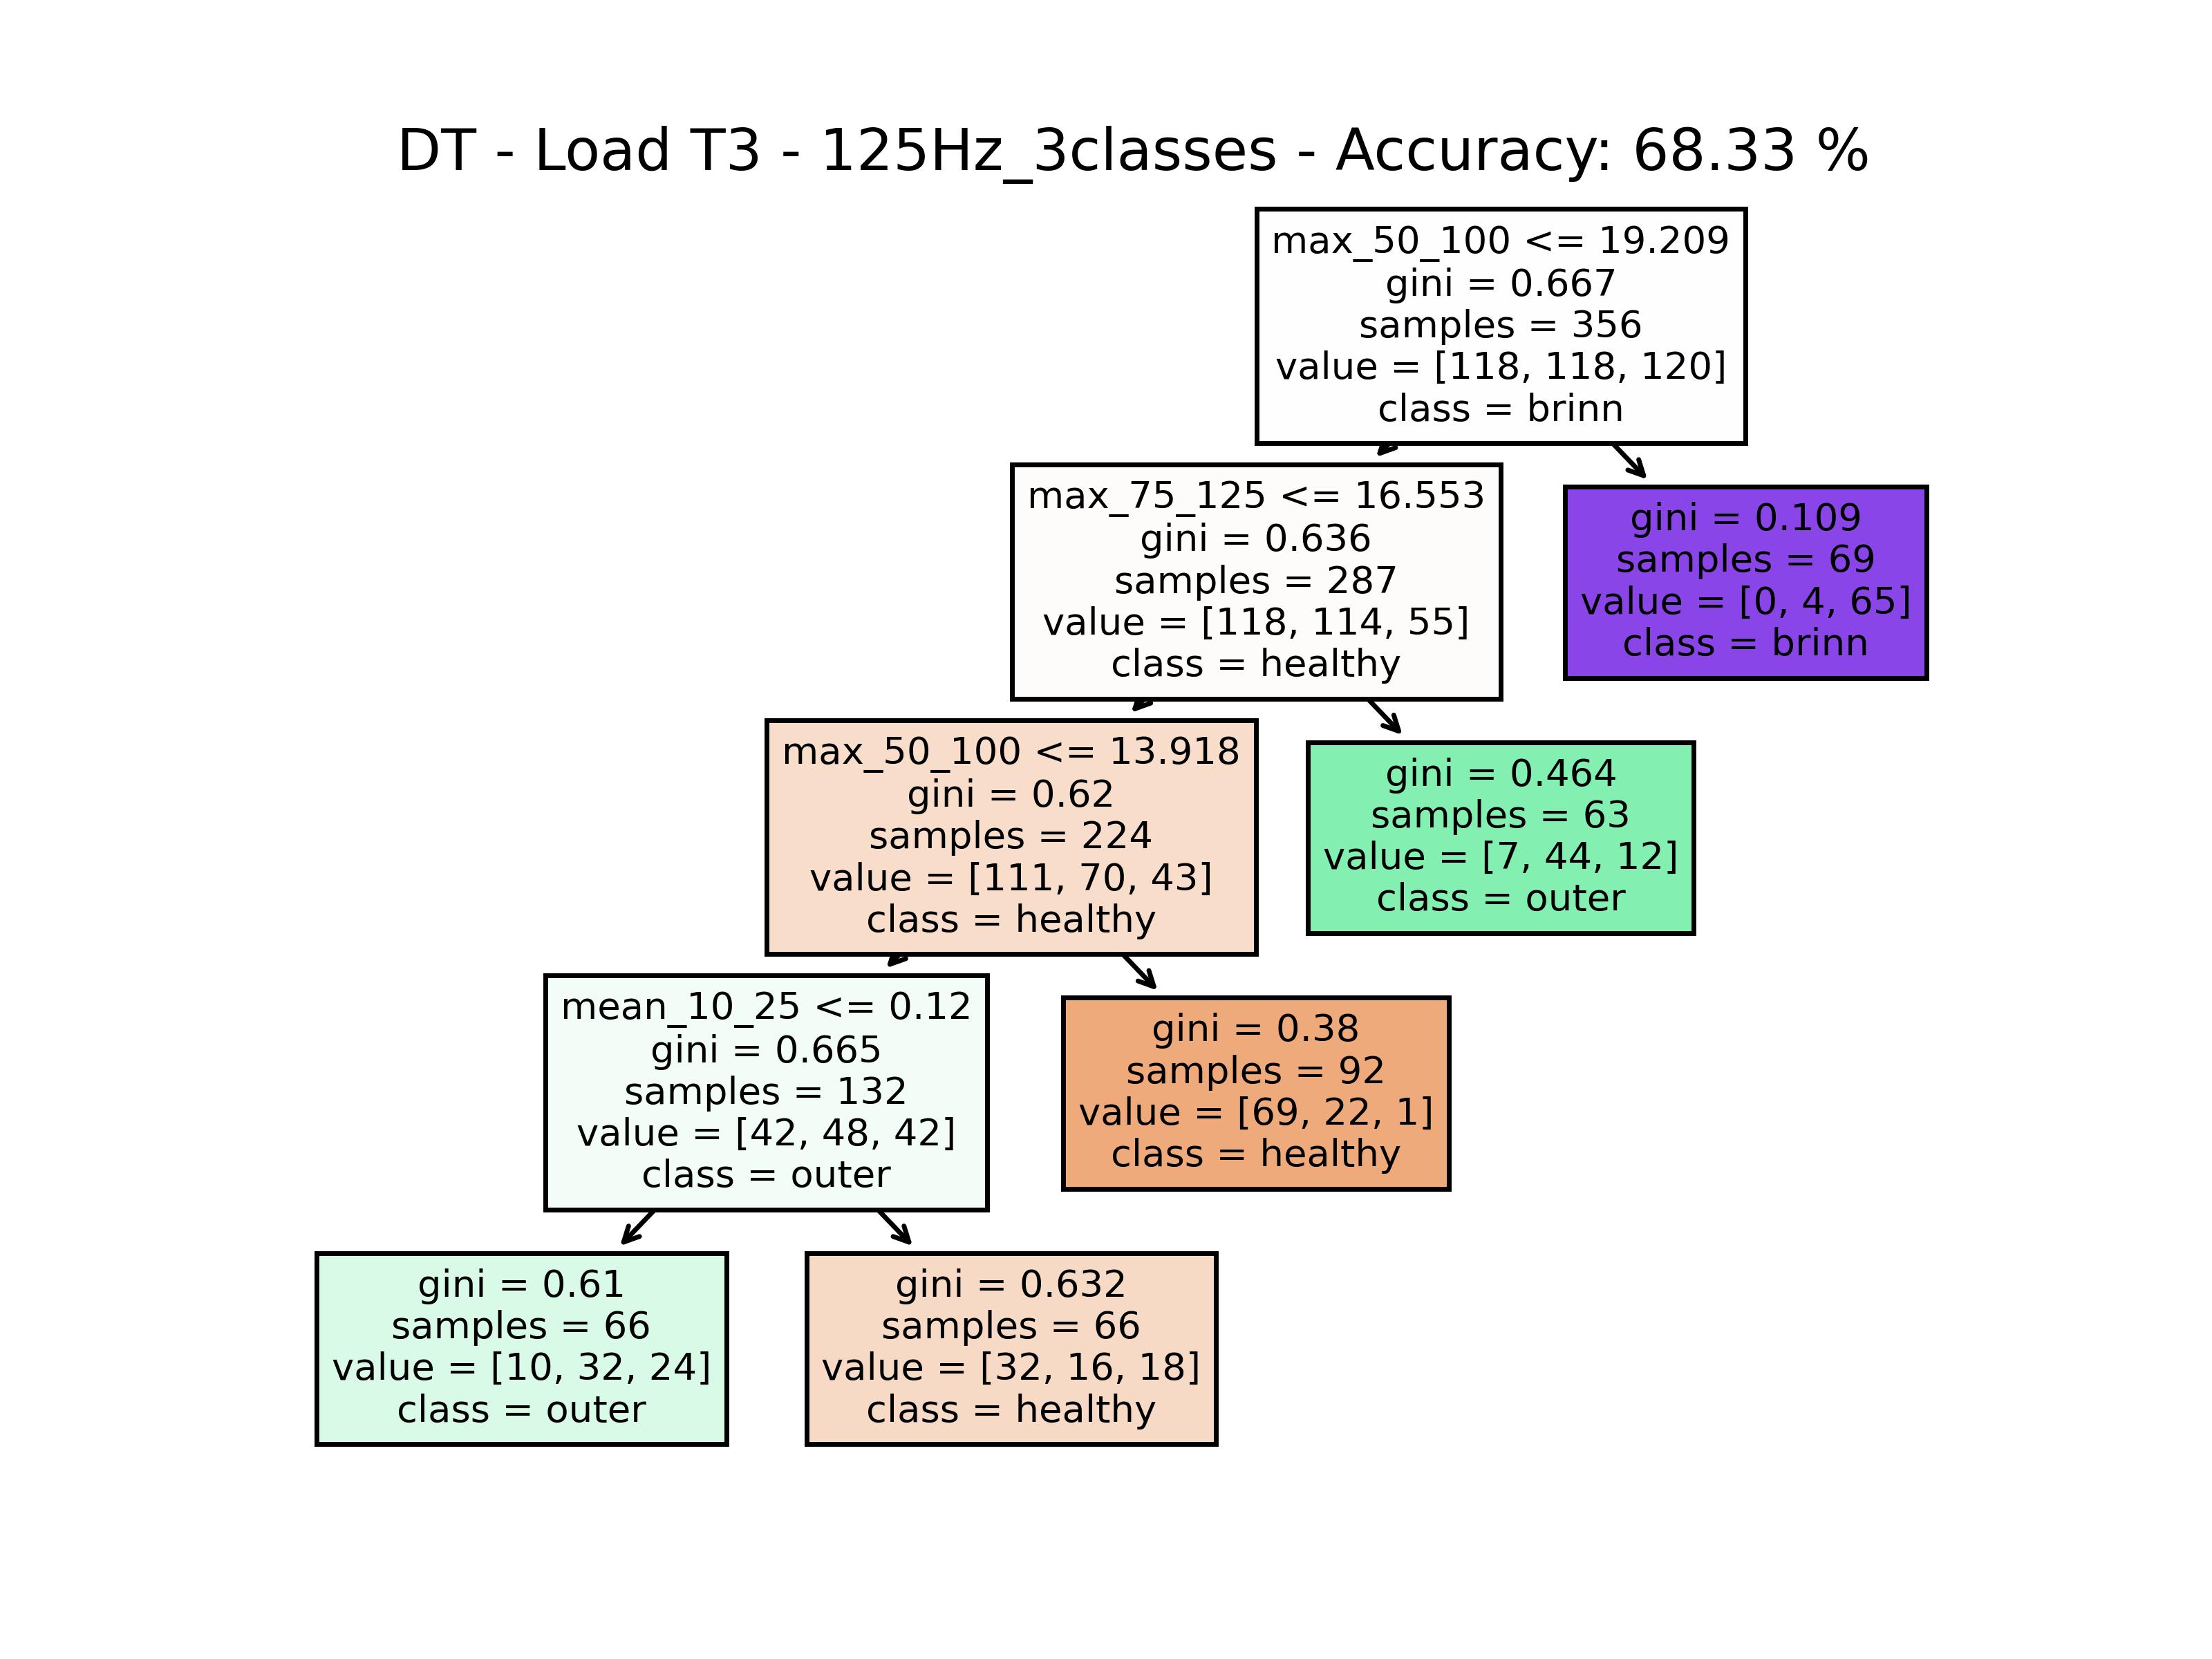 DT - Load T3 - 125Hz_3classes - Accuracy: 68.33 %
max_50_100 <= 19.209
gini = 0.667
samples = 356
value = [118, 118, 120]
class = brinn
max_75_125 <= 16.553
gini = 0.636
samples = 287
value = [118, 114, 55]
class = healthy
gini = 0.109
samples = 69
value = [0, 4, 65]
class = brinn
max_50_100 <= 13.918
gini = 0.62
samples = 224
value = [111, 70, 43]
class = healthy
gini = 0.464
samples = 63
value = [7, 44, 12]
class = outer
mean_10_25 <= 0.12
gini = 0.665
samples = 132
value = [42, 48, 42]
class = outer
gini = 0.38
samples = 92
value = [69, 22, 1]
class = healthy
gini = 0.61
samples = 66
value = [10, 32, 24]
class = outer
gini = 0.632
samples = 66
value = [32, 16, 18]
class = healthy